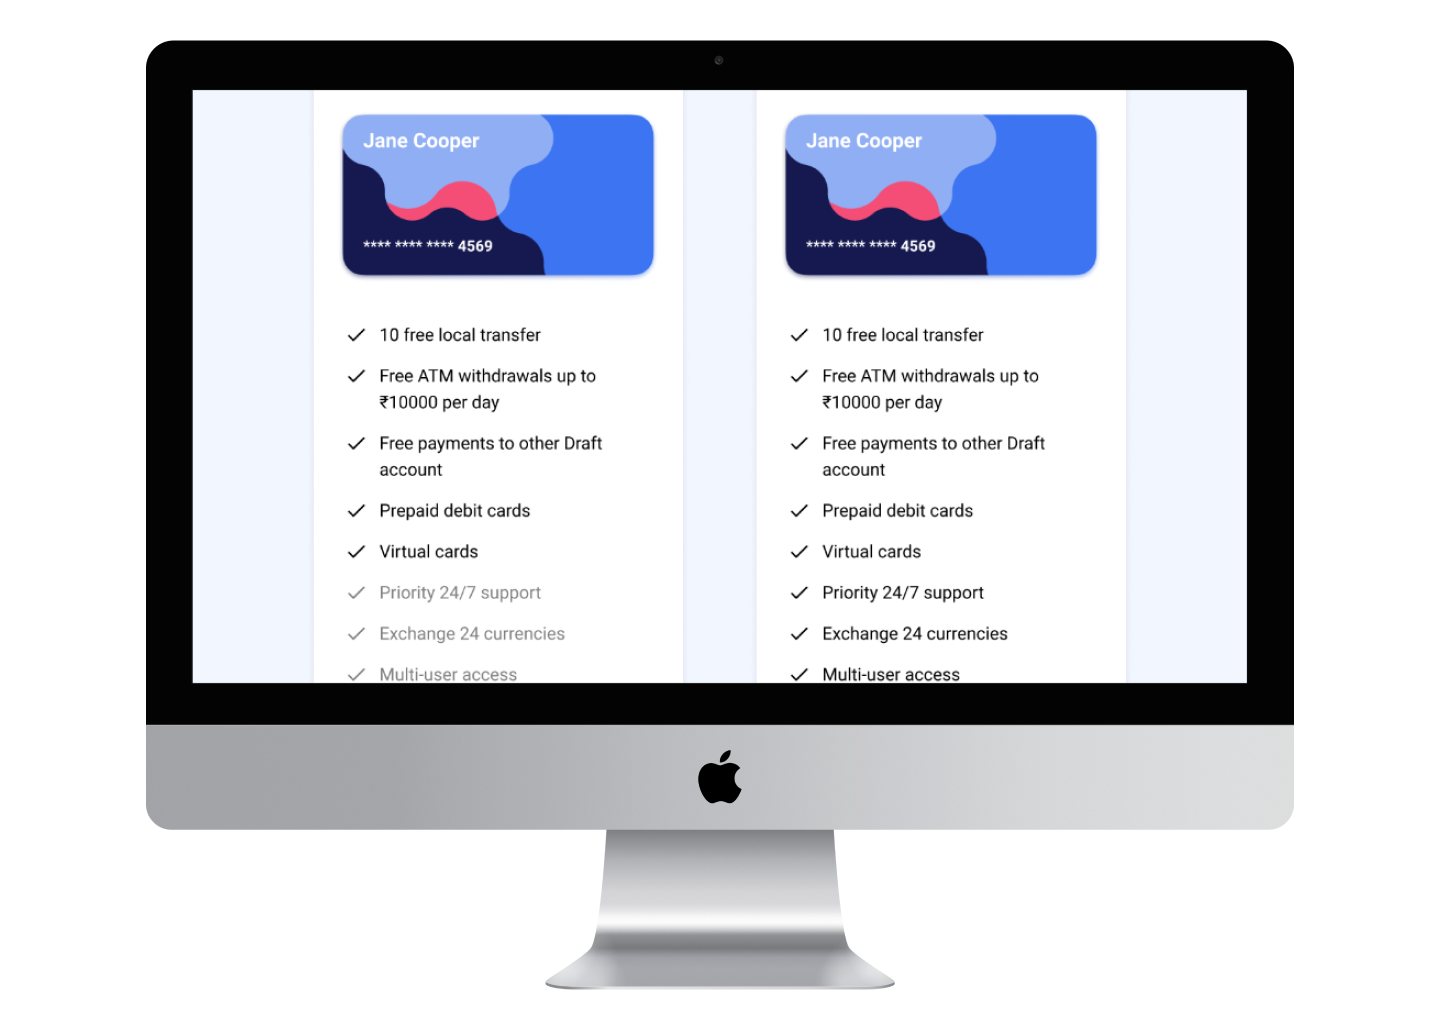 Jane Cooper
**** **** **** 4569
10 free local transfer
Free ATM withdrawals up to
₹10000 per day
Free payments to other Draft
account
Prepaid debit cards
Virtual cards
Priority 24/7 support
Exchange 24 currencies
Multi-user access
Jane Cooper
**** **** **** 4569
10 free local transfer
Free ATM withdrawals up to
₹10000 per day
Free payments to other Draft
account
Prepaid debit cards
Virtual cards
Priority 24/7 support
Exchange 24 currencies
Multi-user access